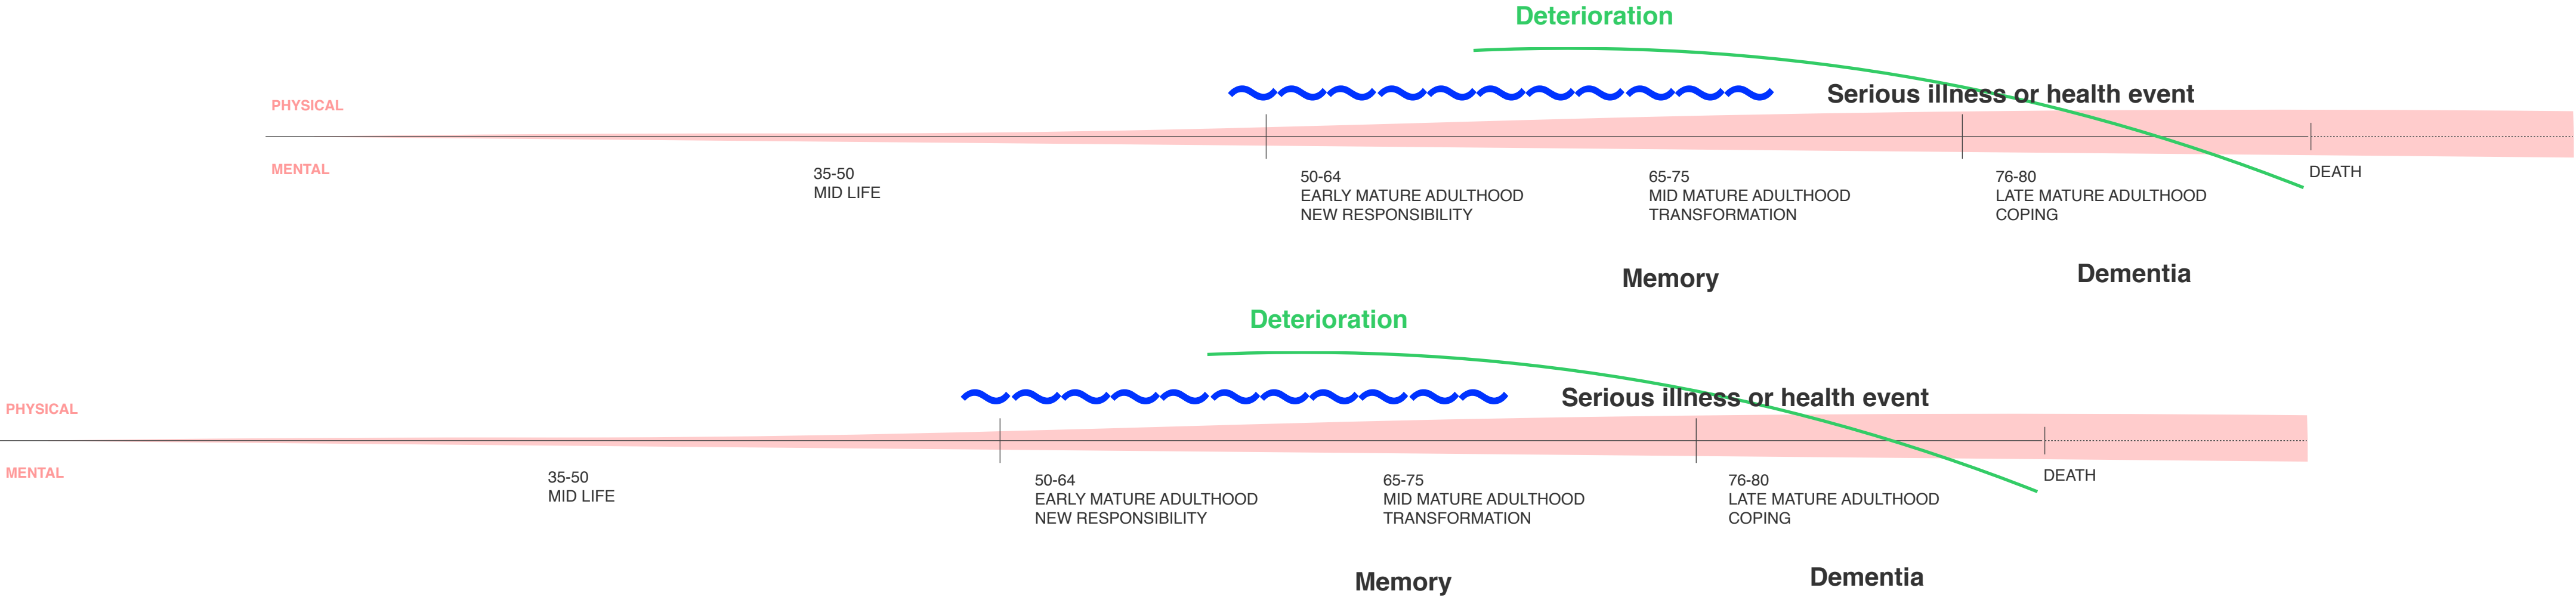 Deterioration
Serious illness or health event
PHYSICAL
MENTAL
35-50
MID LIFE
50-64
EARLY MATURE ADULTHOOD
NEW RESPONSIBILITY
65-75
MID MATURE ADULTHOOD
TRANSFORMATION
76-80
LATE MATURE ADULTHOOD
COPING
DEATH
Memory
Dementia
Deterioration
Serious illness or health event
PHYSICAL
MENTAL
35-50
MID LIFE
50-64
EARLY MATURE ADULTHOOD
NEW RESPONSIBILITY
65-75
MID MATURE ADULTHOOD
TRANSFORMATION
76-80
LATE MATURE ADULTHOOD
COPING
DEATH
Memory
Dementia